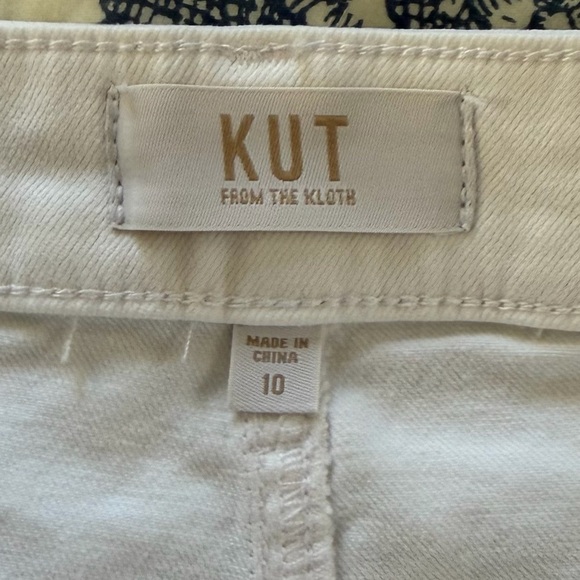 KUT
FROM THE KLOTH
MADE IN
CHINA
10